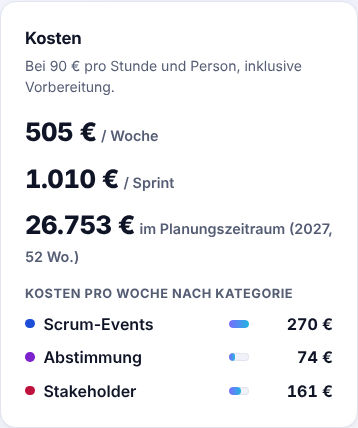 Kosten
Bei 90 € pro Stunde und Person, inklusive
Vorbereitung.
505 € / Woche
1.010 € / Sprint
26.753 € im Planungszeitraum (2027,
52 Wo.)
KOSTEN PRO WOCHE NACH KATEGORIE
Scrum-Events 270 €
Abstimmung 74 €
Stakeholder 161 €